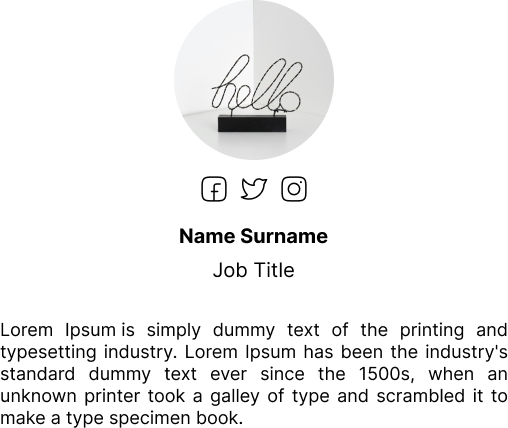 hello
Name Surname
Job Title
Lorem Ipsum is simply dummy text of the printing and
typesetting industry. Lorem Ipsum has been the industry's
standard dummy text ever since the 1500s, when an
unknown printer took a galley of type and scrambled it to
make a type specimen book.